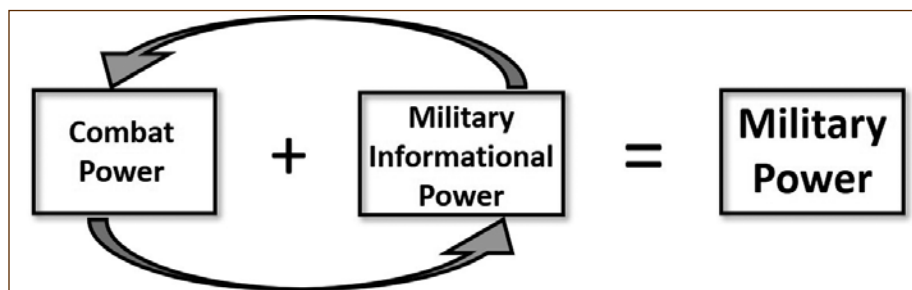 Combat
Power
+
Military
Informational
Power
=
Military
Power